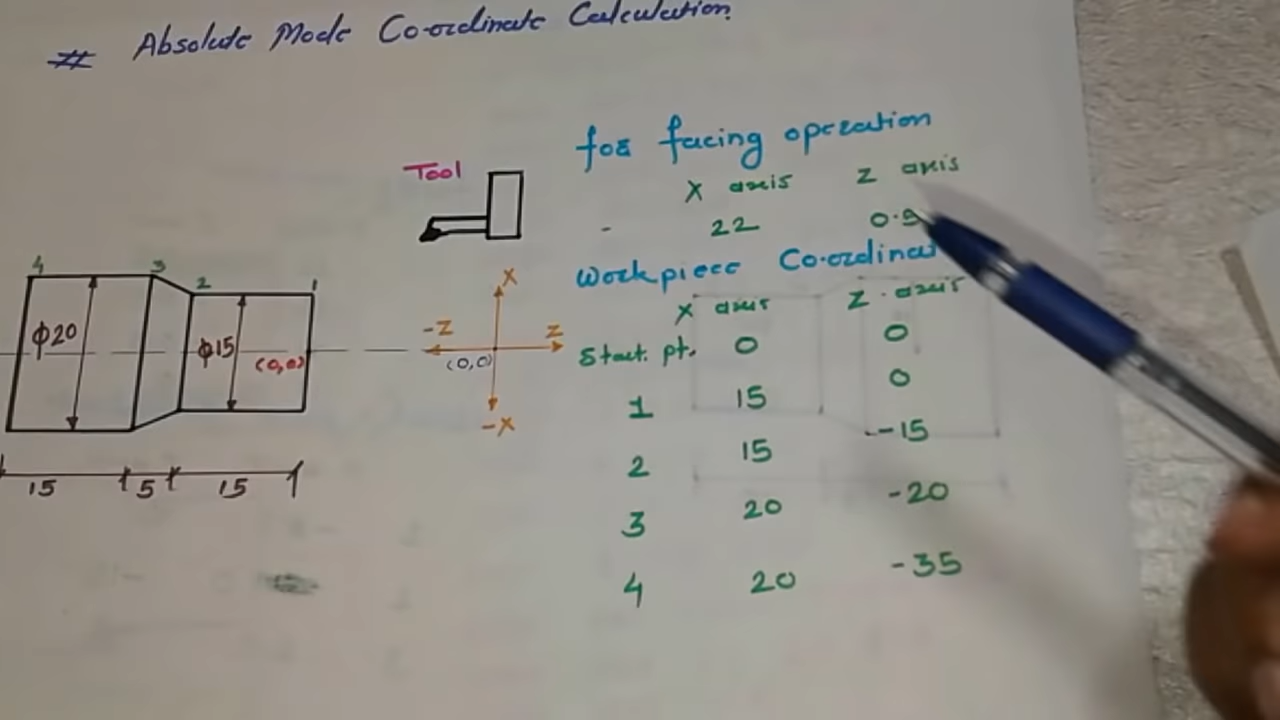 # Absolute Mode Co-ordinate Calculation.
for facing operation
X axis Z axis
- 22
Workpiece
X axis Z. axis
Start. pt. 0 0
1 15 0
2 15 -15
3 20 -20
4 20 -35
Tool
X
-Z Z
(0,0)
-X
4 3 2 1
ϕ20 ϕ15 (0,0)
15 5 15